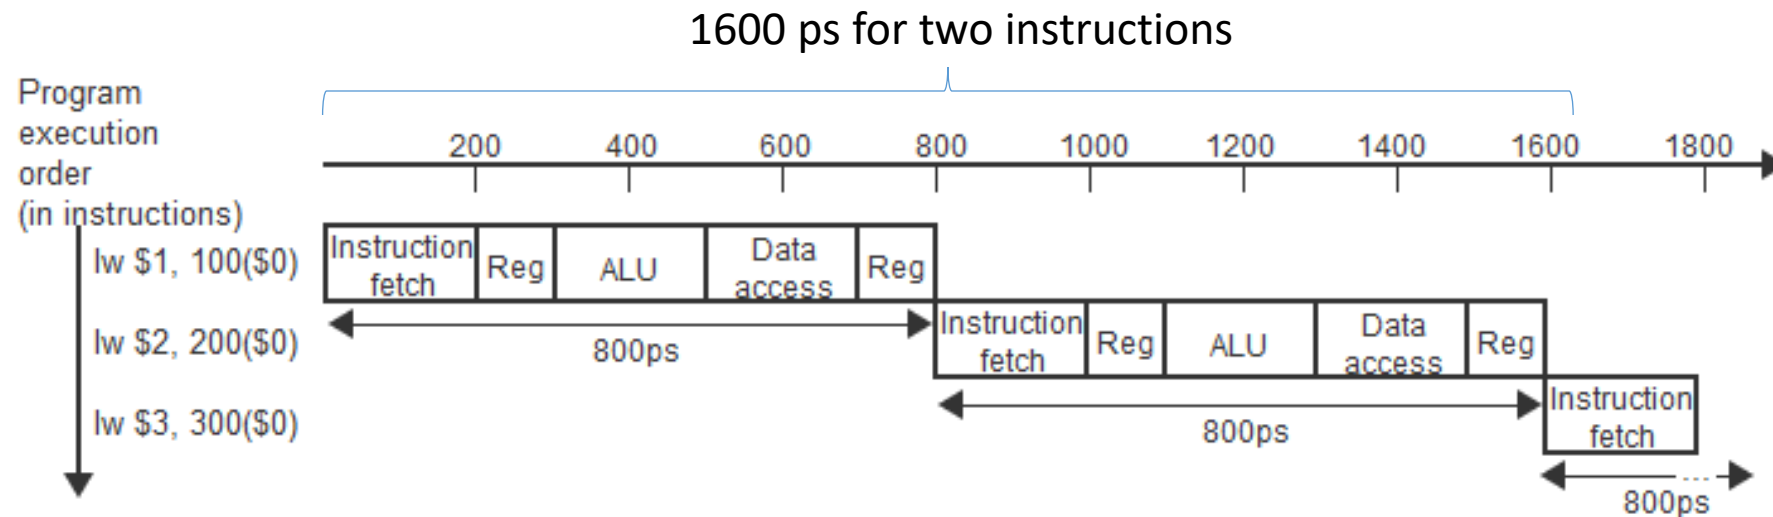 1600 ps for two instructions
Program
execution
order
(in instructions)
200 400 600 800 1000 1200 1400 1600 1800
lw $1, 100($0)
Instruction
fetch
Reg
ALU
Data
access
Reg
800ps
lw $2, 200($0)
Instruction
fetch
Reg
ALU
Data
access
Reg
800ps
lw $3, 300($0)
Instruction
fetch
800ps